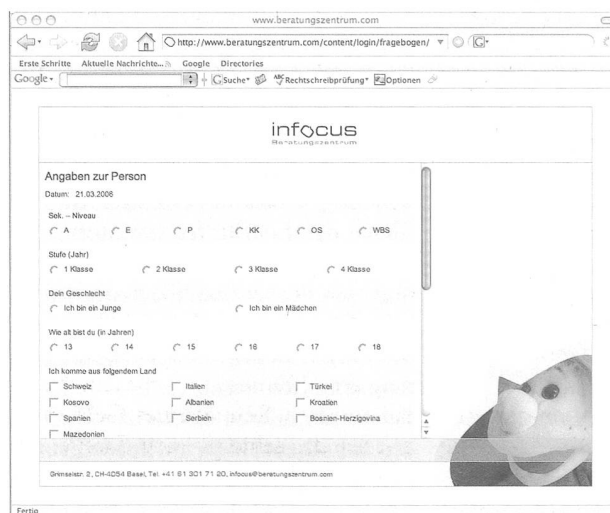 www.beratungszentrum.com
http://www.beratungszentrum.com/content/login/fragebogen/ G
Erste Schritte Aktuelle Nachrichte... Google Directories
Google Suche Rechtschreibprüfung Optionen
infocus
Beratungszentrum
Angaben zur Person
Datum: 21.03.2006
Sek. – Niveau
A E P KK OS WBS
Stufe (Jahr)
1 Klasse 2 Klasse 3 Klasse 4 Klasse
Dein Geschlecht
Ich bin ein Junge Ich bin ein Mädchen
Wie alt bist du (in Jahren)
13 14 15 16 17 18
Ich komme aus folgendem Land
Schweiz Italien Türkei
Kosovo Albanien Kroatien
Spanien Serbien Bosnien-Herzigovina
Mazedonien
Grimselstr. 2, CH-4054 Basel, Tel. +41 61 301 71 20, infocus@beratungszentrum.com
Fertig